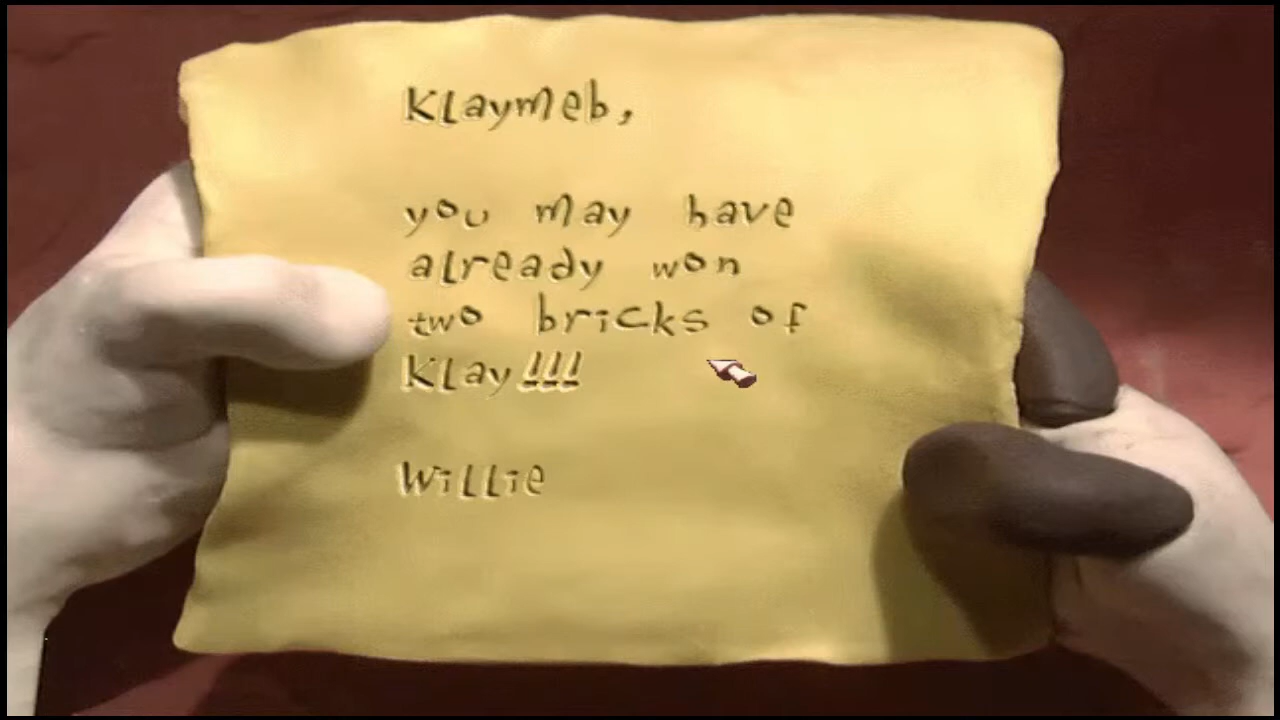 Klaymeb,
you may have
already won
two bricks of
Klay!!!
Willie